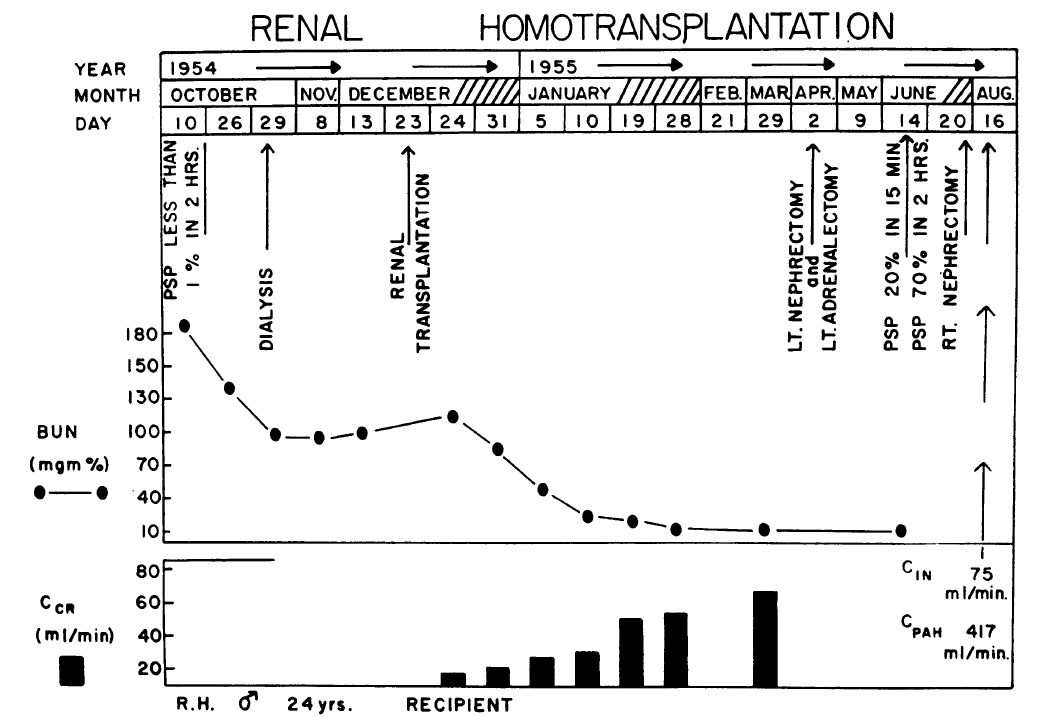 RENAL HOMOTRANSPLANTATION
YEAR 1954 1955
MONTH OCTOBER NOV. DECEMBER JANUARY FEB. MAR. APR. MAY JUNE AUG.
DAY 10 26 29 8 13 23 24 31 5 10 19 28 21 29 2 9 14 20 16
PSP LESS THAN
1 % IN 2 HRS.
DIALYSIS
RENAL
TRANSPLANTATION
LT. NEPHRECTOMY
and
LT. ADRENALECTOMY
PSP 20% IN 15 MIN
PSP 70% IN 2 HRS.
RT. NEPHRECTOMY
180
150
130
100
70
40
10
BUN
(mgm %)
80
60
40
20
C CR
(ml/min)
C IN 75
ml/min.
C PAH 417
ml/min.
R.H. ♂ 24 yrs. RECIPIENT